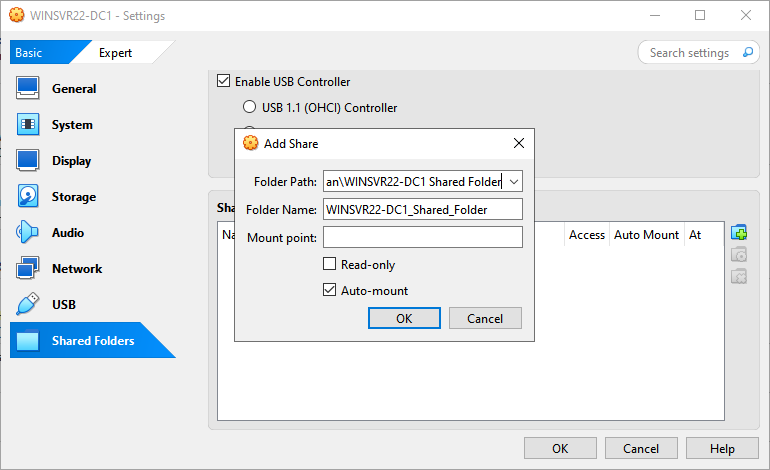 WINSVR22-DC1 - Settings
Basic
Expert
Search settings
General
System
Display
Storage
Audio
Network
USB
Shared Folders
Enable USB Controller
USB 1.1 (OHCI) Controller
Add Share
Folder Path: an\WINSVR22-DC1 Shared Folder
Folder Name: WINSVR22-DC1_Shared_Folder
Mount point:
Read-only
Auto-mount
OK Cancel
Sha
Na Access Auto Mount At
OK Cancel Help